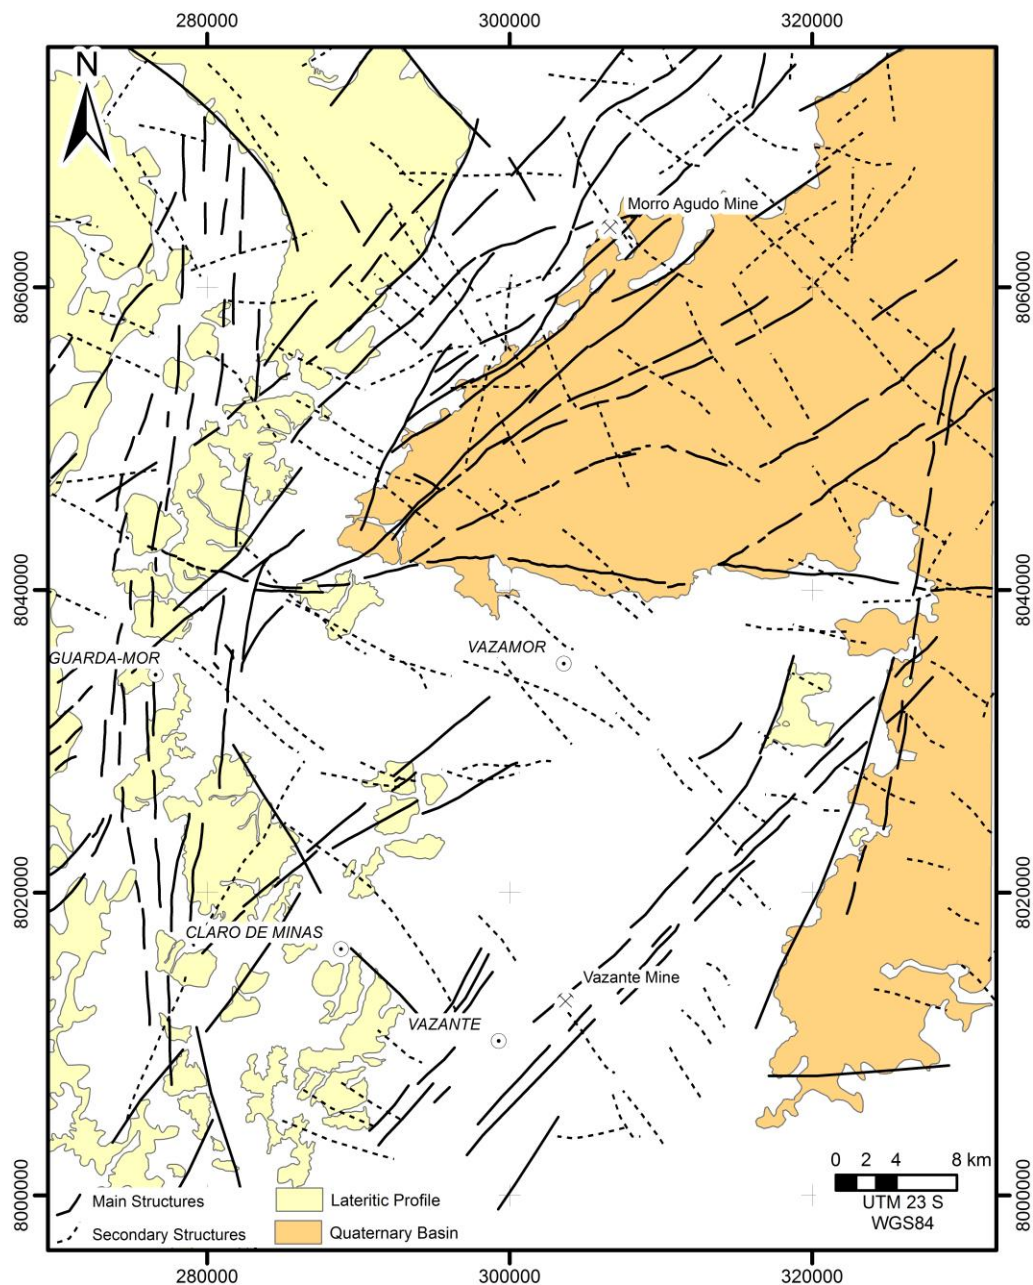 280000 300000 320000
N
Morro Agudo Mine
8060000 8060000
8040000 8040000
VAZAMOR
GUARDA-MOR
8020000 8020000
CLARO DE MINAS
Vazante Mine
VAZANTE
0 2 4 8 km
UTM 23 S
WGS84
8000000 8000000
Main Structures Lateritic Profile
Secondary Structures Quaternary Basin
280000 300000 320000